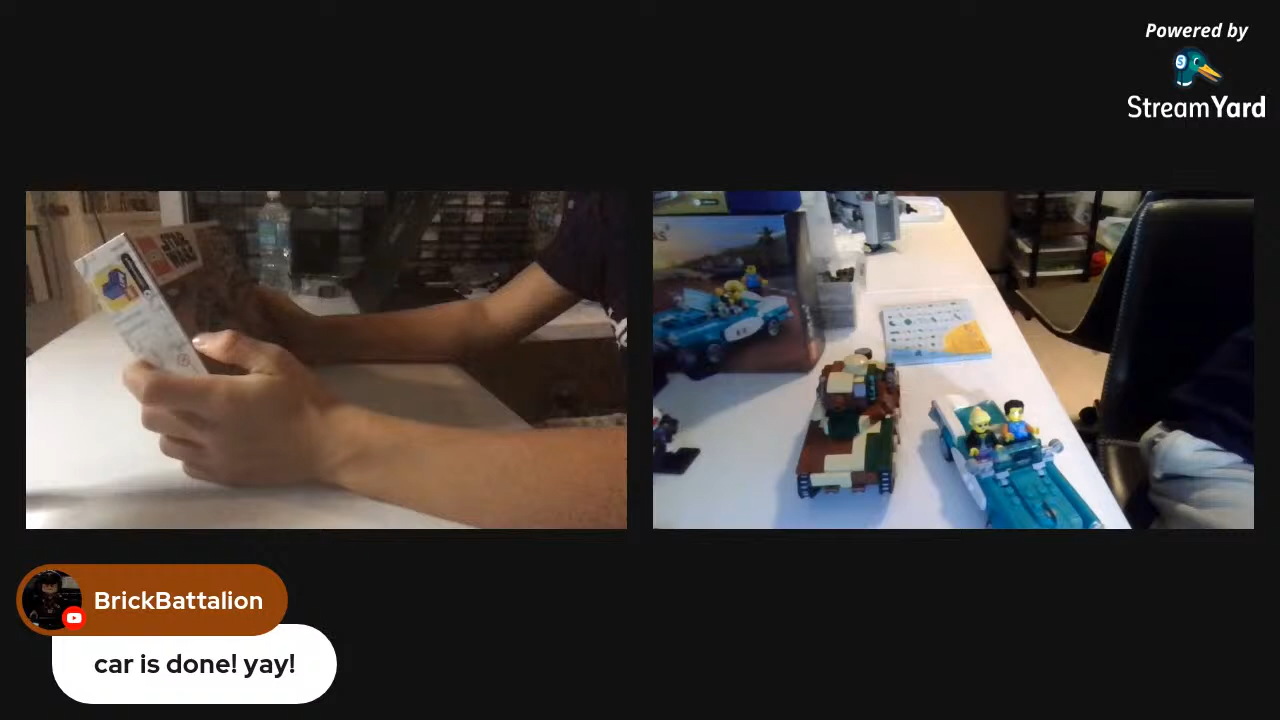 Powered by
StreamYard
STAR
WARS
BrickBattalion
car is done! yay!